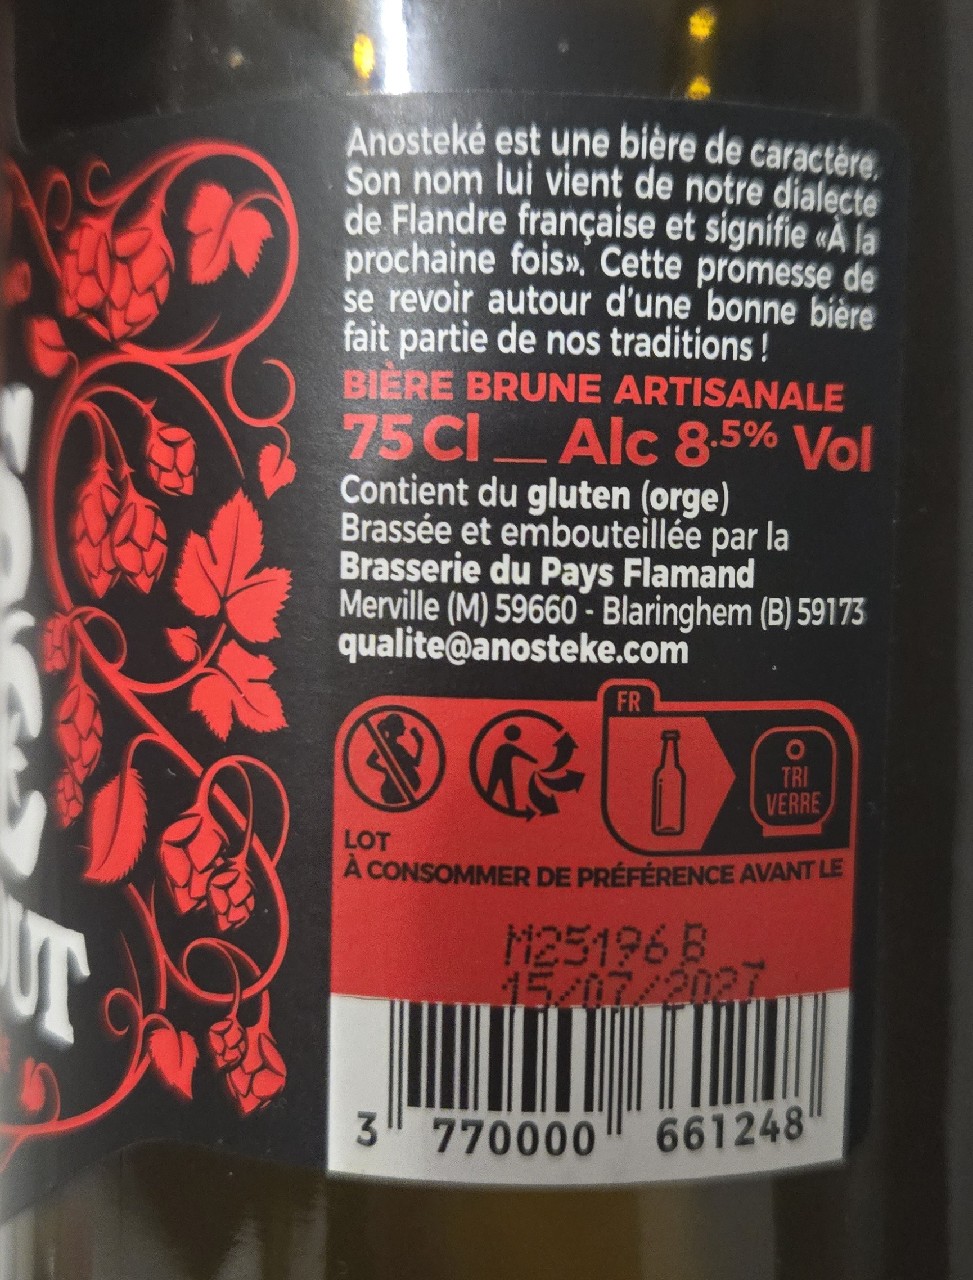 Anosteké est une bière de caractère.
Son nom lui vient de notre dialecte
de Flandre française et signifie «À la
prochaine fois». Cette promesse de
se revoir autour d'une bonne bière
fait partie de nos traditions !
BIÈRE BRUNE ARTISANALE
75 Cl _ Alc 8.5% Vol
Contient du gluten (orge)
Brassée et embouteillée par la
Brasserie du Pays Flamand
Merville (M) 59660 - Blaringhem (B) 59173
qualite@anosteke.com
FR
TRI
VERRE
LOT
À CONSOMMER DE PRÉFÉRENCE AVANT LE
M25196 B
15/07/2027
3 770000 661248